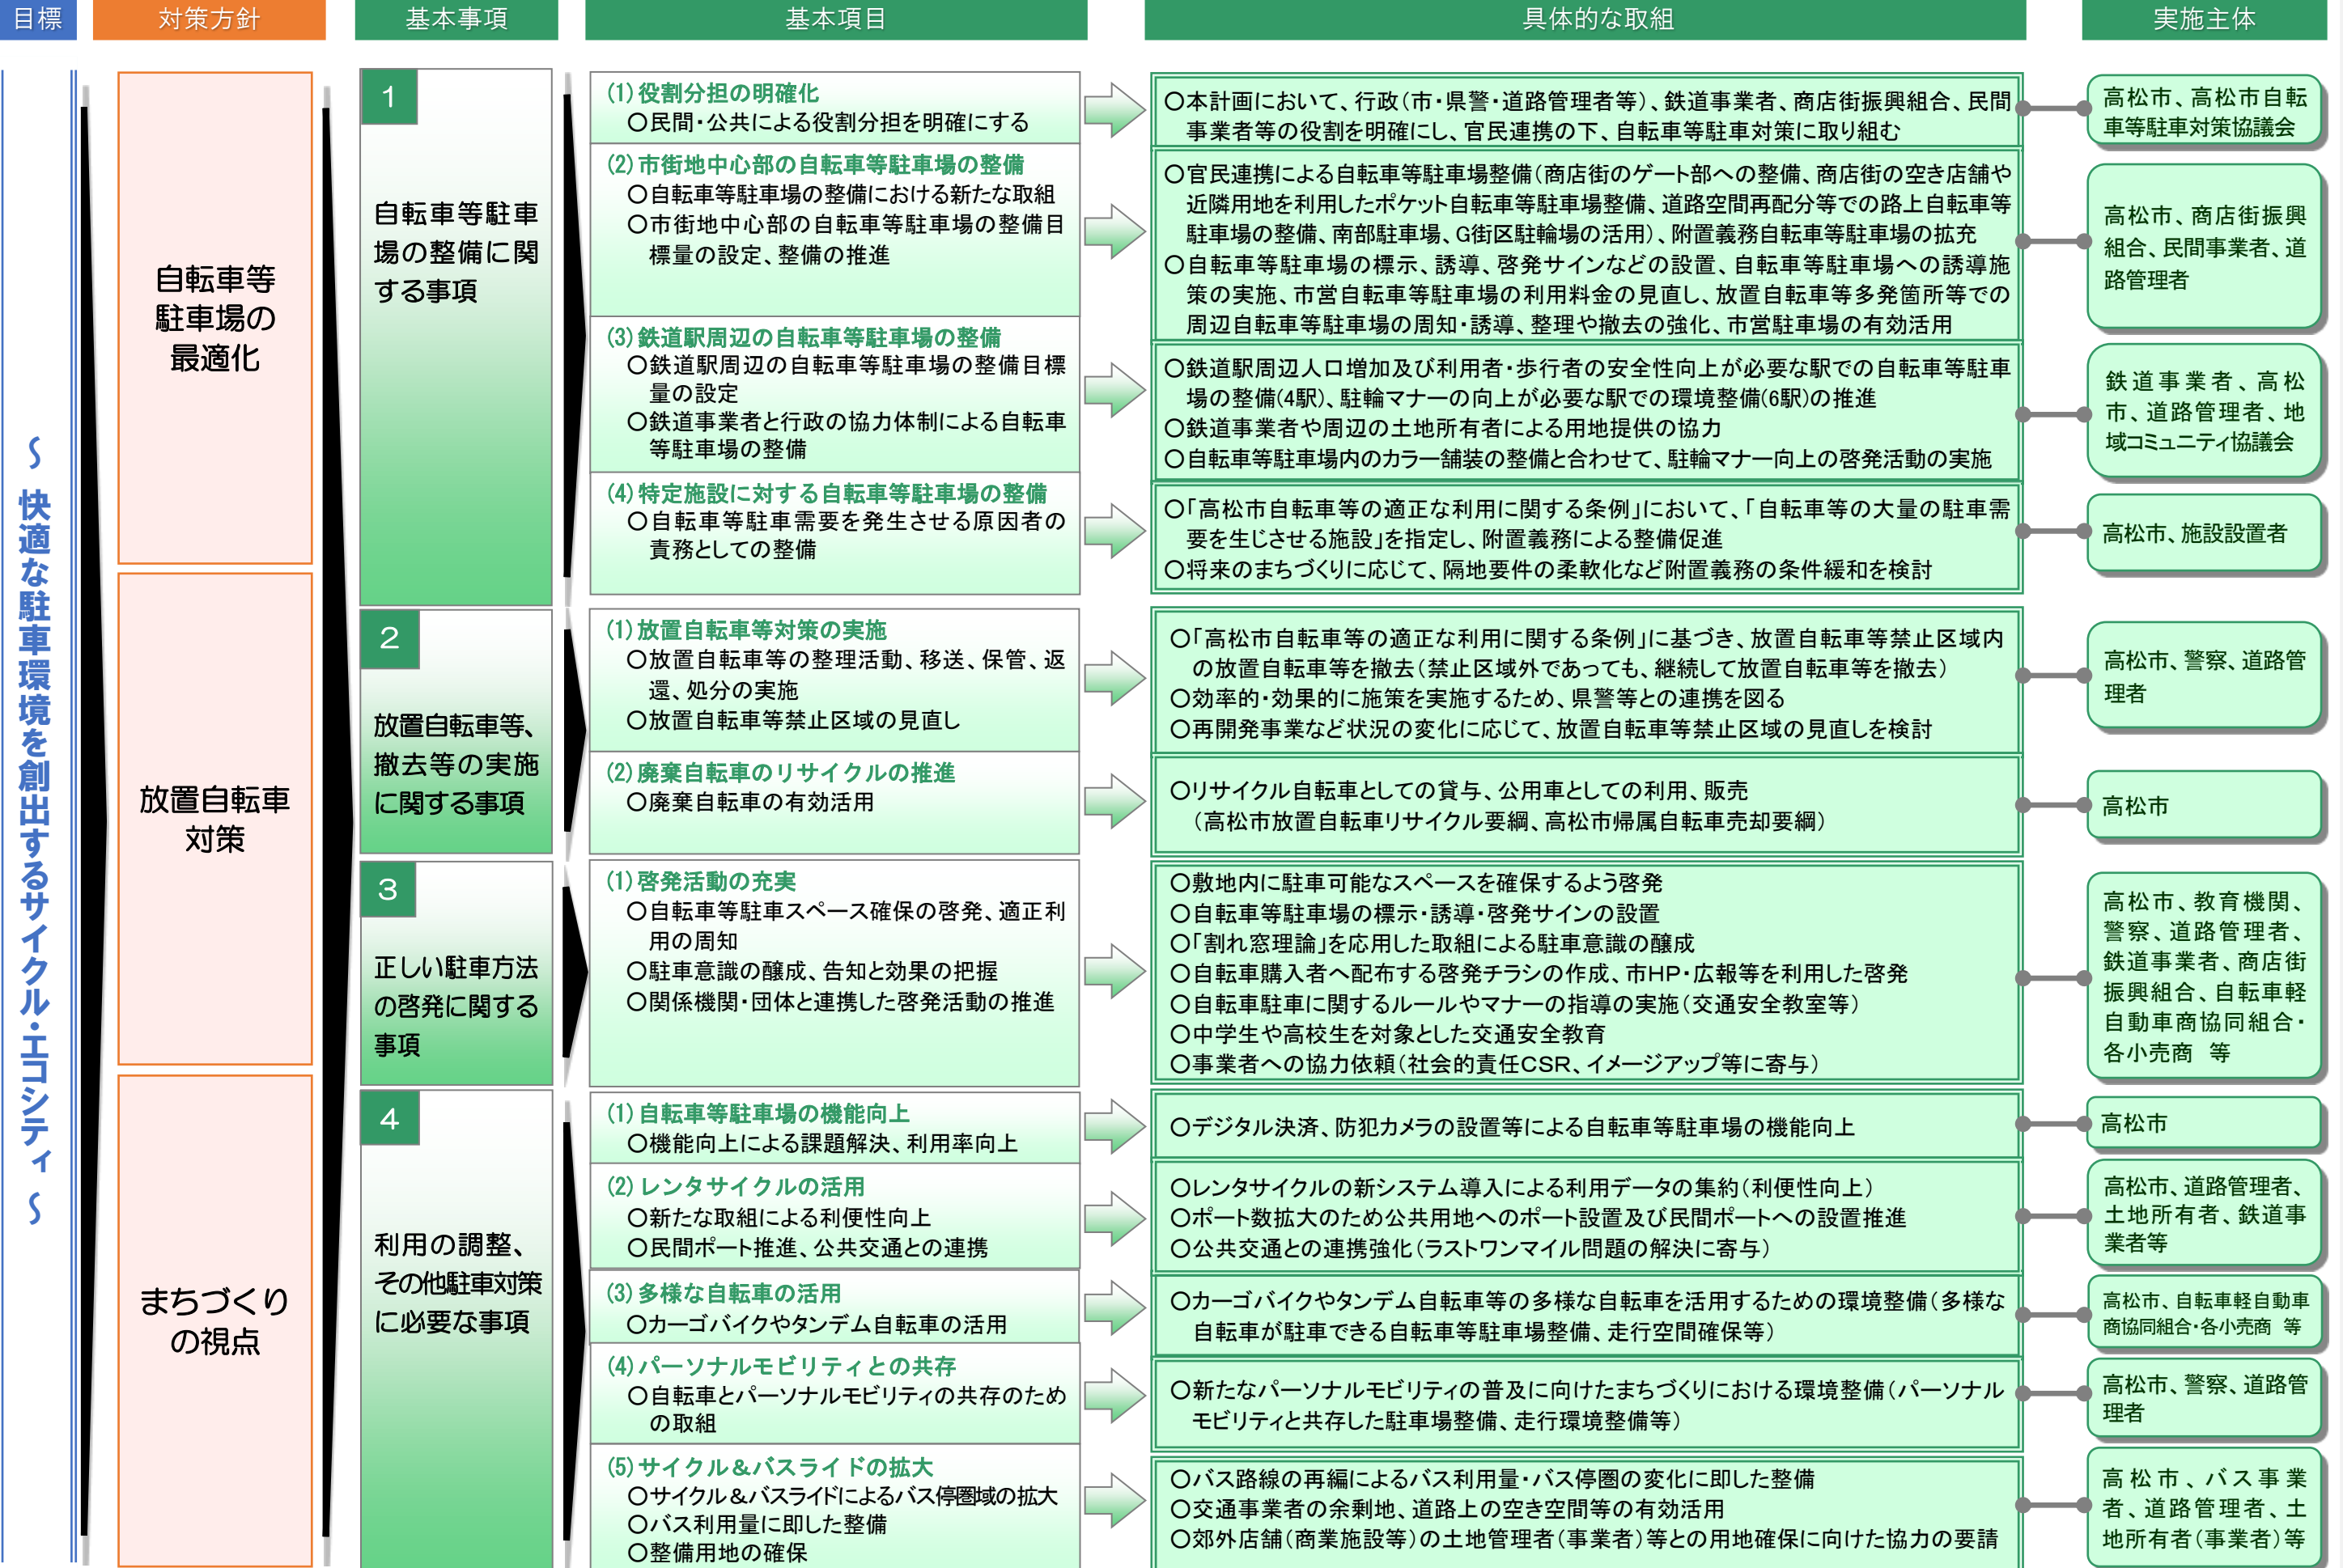 目標
対策方針
基本事項
基本項目
具体的な取組
実施主体
～ 快適な駐車環境を創出するサイクル・エコシティ ～
自転車等
駐車場の
最適化
放置自転車
対策
まちづくり
の視点
1
自転車等駐車
場の整備に関
する事項
(1)役割分担の明確化
○民間・公共による役割分担を明確にする
○本計画において、行政(市・県警・道路管理者等)、鉄道事業者、商店街振興組合、民間
事業者等の役割を明確にし、官民連携の下、自転車等駐車対策に取り組む
高松市、高松市自転
車等駐車対策協議会
(2)市街地中心部の自転車等駐車場の整備
○自転車等駐車場の整備における新たな取組
○市街地中心部の自転車等駐車場の整備目
標量の設定、整備の推進
○官民連携による自転車等駐車場整備(商店街のゲート部への整備、商店街の空き店舗や
近隣用地を利用したポケット自転車等駐車場整備、道路空間再配分等での路上自転車等
駐車場の整備、南部駐車場、G街区駐輪場の活用)、附置義務自転車等駐車場の拡充
○自転車等駐車場の標示、誘導、啓発サインなどの設置、自転車等駐車場への誘導施
策の実施、市営自転車等駐車場の利用料金の見直し、放置自転車等多発箇所等での
周辺自転車等駐車場の周知・誘導、整理や撤去の強化、市営駐車場の有効活用
高松市、商店街振興
組合、民間事業者、道
路管理者
(3)鉄道駅周辺の自転車等駐車場の整備
○鉄道駅周辺の自転車等駐車場の整備目標
量の設定
○鉄道事業者と行政の協力体制による自転車
等駐車場の整備
○鉄道駅周辺人口増加及び利用者・歩行者の安全性向上が必要な駅での自転車等駐車
場の整備(4駅)、駐輪マナーの向上が必要な駅での環境整備(6駅)の推進
○鉄道事業者や周辺の土地所有者による用地提供の協力
○自転車等駐車場内のカラー舗装の整備と合わせて、駐輪マナー向上の啓発活動の実施
鉄道事業者、高松
市、道路管理者、地
域コミュニティ協議会
(4)特定施設に対する自転車等駐車場の整備
○自転車等駐車需要を発生させる原因者の
責務としての整備
○「高松市自転車等の適正な利用に関する条例」において、「自転車等の大量の駐車需
要を生じさせる施設」を指定し、附置義務による整備促進
○将来のまちづくりに応じて、隔地要件の柔軟化など附置義務の条件緩和を検討
高松市、施設設置者
2
放置自転車等、
撤去等の実施
に関する事項
(1)放置自転車等対策の実施
○放置自転車等の整理活動、移送、保管、返
還、処分の実施
○放置自転車等禁止区域の見直し
○「高松市自転車等の適正な利用に関する条例」に基づき、放置自転車等禁止区域内
の放置自転車等を撤去(禁止区域外であっても、継続して放置自転車等を撤去)
○効率的・効果的に施策を実施するため、県警等との連携を図る
○再開発事業など状況の変化に応じて、放置自転車等禁止区域の見直しを検討
高松市、警察、道路管
理者
(2)廃棄自転車のリサイクルの推進
○廃棄自転車の有効活用
○リサイクル自転車としての貸与、公用車としての利用、販売
(高松市放置自転車リサイクル要綱、高松市帰属自転車売却要綱)
高松市
3
正しい駐車方法
の啓発に関する
事項
(1)啓発活動の充実
○自転車等駐車スペース確保の啓発、適正利
用の周知
○駐車意識の醸成、告知と効果の把握
○関係機関・団体と連携した啓発活動の推進
○敷地内に駐車可能なスペースを確保するよう啓発
○自転車等駐車場の標示・誘導・啓発サインの設置
○「割れ窓理論」を応用した取組による駐車意識の醸成
○自転車購入者へ配布する啓発チラシの作成、市HP・広報等を利用した啓発
○自転車駐車に関するルールやマナーの指導の実施(交通安全教室等)
○中学生や高校生を対象とした交通安全教育
○事業者への協力依頼(社会的責任CSR、イメージアップ等に寄与)
高松市、教育機関、
警察、道路管理者、
鉄道事業者、商店街
振興組合、自転車軽
自動車商協同組合・
各小売商 等
4
利用の調整、
その他駐車対策
に必要な事項
(1)自転車等駐車場の機能向上
○機能向上による課題解決、利用率向上
○デジタル決済、防犯カメラの設置等による自転車等駐車場の機能向上
高松市
(2)レンタサイクルの活用
○新たな取組による利便性向上
○民間ポート推進、公共交通との連携
○レンタサイクルの新システム導入による利用データの集約(利便性向上)
○ポート数拡大のため公共用地へのポート設置及び民間ポートへの設置推進
○公共交通との連携強化(ラストワンマイル問題の解決に寄与)
高松市、道路管理者、
土地所有者、鉄道事
業者等
(3)多様な自転車の活用
○カーゴバイクやタンデム自転車の活用
○カーゴバイクやタンデム自転車等の多様な自転車を活用するための環境整備(多様な
自転車が駐車できる自転車等駐車場整備、走行空間確保等)
高松市、自転車軽自動車
商協同組合・各小売商 等
(4)パーソナルモビリティとの共存
○自転車とパーソナルモビリティの共存のため
の取組
○新たなパーソナルモビリティの普及に向けたまちづくりにおける環境整備(パーソナル
モビリティと共存した駐車場整備、走行環境整備等)
高松市、警察、道路管
理者
(5)サイクル&バスライドの拡大
○サイクル&バスライドによるバス停圏域の拡大
○バス利用量に即した整備
○整備用地の確保
○バス路線の再編によるバス利用量・バス停圏の変化に即した整備
○交通事業者の余剰地、道路上の空き空間等の有効活用
○郊外店舗(商業施設等)の土地管理者(事業者)等との用地確保に向けた協力の要請
高松市、バス事業
者、道路管理者、土
地所有者(事業者)等